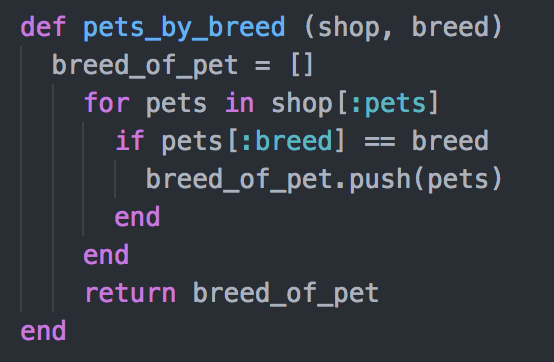 def pets_by_breed (shop, breed)
  breed_of_pet = []
    for pets in shop[:pets]
      if pets[:breed] == breed
        breed_of_pet.push(pets)
      end
    end
    return breed_of_pet
end